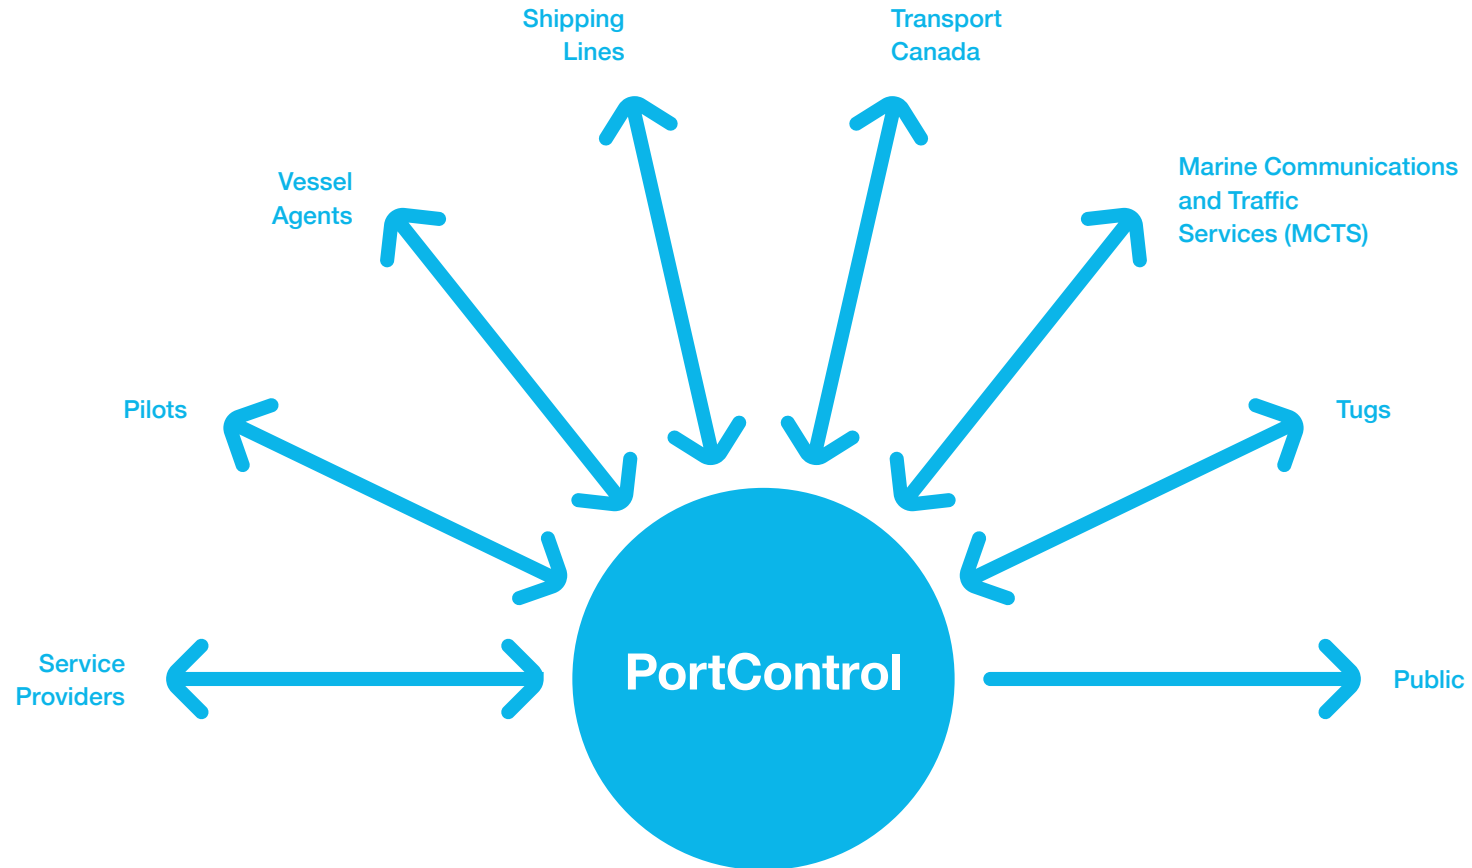 Shipping
Lines
Transport
Canada
Vessel
Agents
Marine Communications
and Traffic
Services (MCTS)
Pilots
Tugs
Service
Providers
PortControl
Public